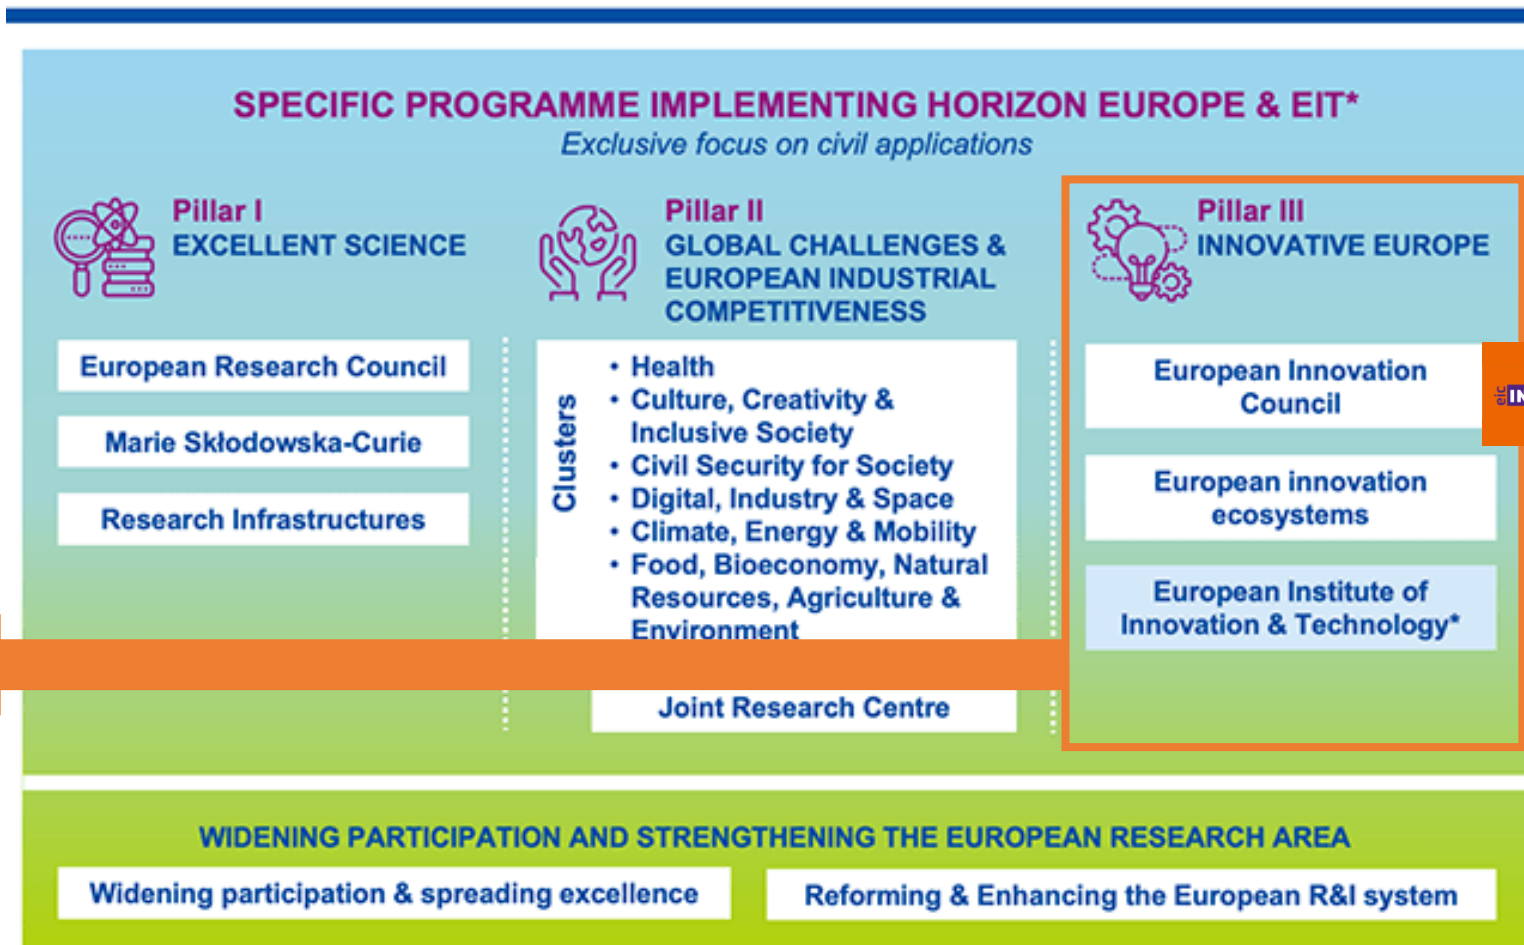 SPECIFIC PROGRAMME IMPLEMENTING HORIZON EUROPE & EIT*
Exclusive focus on civil applications
Pillar I
EXCELLENT SCIENCE
European Research Council
Marie Skłodowska-Curie
Research Infrastructures
Pillar II
GLOBAL CHALLENGES &
EUROPEAN INDUSTRIAL
COMPETITIVENESS
Clusters
• Health
• Culture, Creativity &
Inclusive Society
• Civil Security for Society
• Digital, Industry & Space
• Climate, Energy & Mobility
• Food, Bioeconomy, Natural
Resources, Agriculture &
Environment
Joint Research Centre
Pillar III
INNOVATIVE EUROPE
European Innovation
Council
eic
European innovation
ecosystems
European Institute of
Innovation & Technology*
WIDENING PARTICIPATION AND STRENGTHENING THE EUROPEAN RESEARCH AREA
Widening participation & spreading excellence
Reforming & Enhancing the European R&I system